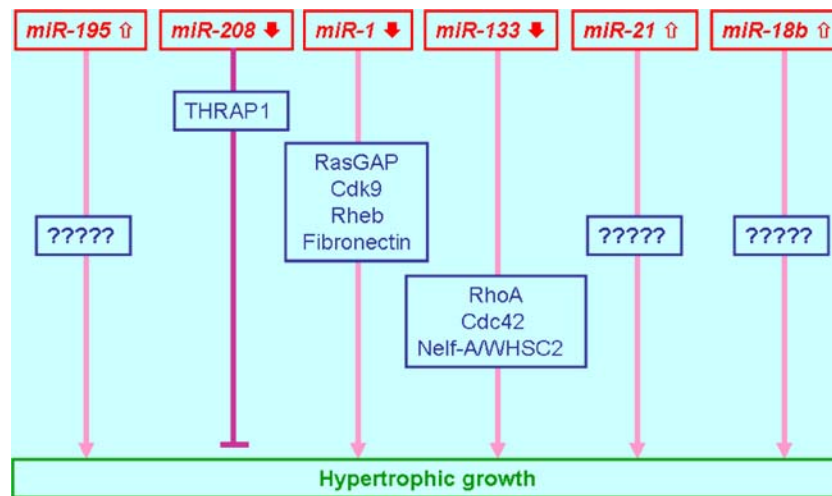 miR-195 ⇧
miR-208 🡇
miR-1 🡇
miR-133 🡇
miR-21 ⇧
miR-18b ⇧
THRAP1
RasGAP
Cdk9
Rheb
Fibronectin
?????
?????
?????
RhoA
Cdc42
Nelf-A/WHSC2
Hypertrophic growth